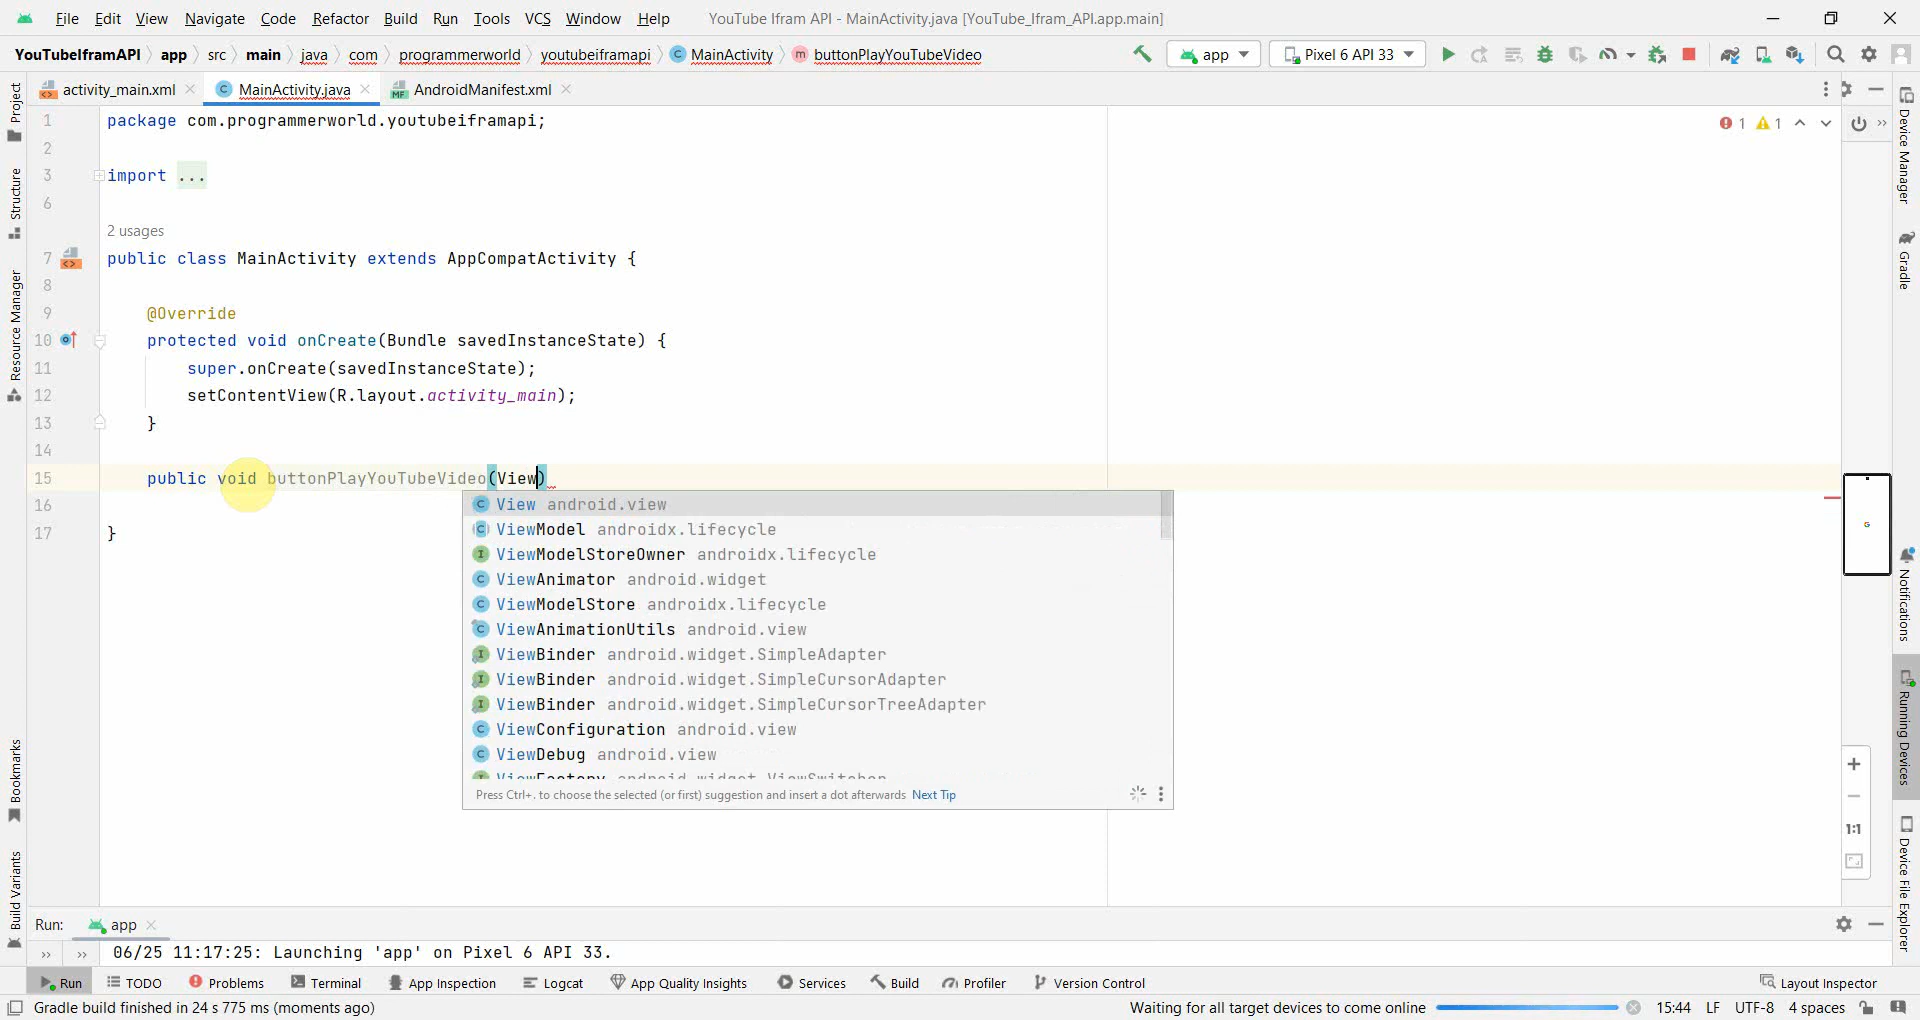 File Edit View Navigate Code Refactor Build Run Tools VCS Window Help YouTube Ifram API - MainActivity.java [YouTube_Ifram_API.app.main]
YouTubeIframAPI app src main java com programmerworld youtubeiframapi C MainActivity m buttonPlayYouTubeVideo app Pixel 6 API 33
activity_main.xml C MainActivity.java MF AndroidManifest.xml
1 package com.programmerworld.youtubeiframapi; 1 1
2
3 import ...
6
2 usages
7 public class MainActivity extends AppCompatActivity {
8
9 @Override
10 protected void onCreate(Bundle savedInstanceState) {
11 super.onCreate(savedInstanceState);
12 setContentView(R.layout.activity_main);
13 }
14
15 public void buttonPlayYouTubeVideo(View)
16
17 }
C View android.view
C ViewModel androidx.lifecycle
I ViewModelStoreOwner androidx.lifecycle
C ViewAnimator android.widget
C ViewModelStore androidx.lifecycle
C ViewAnimationUtils android.view
I ViewBinder android.widget.SimpleAdapter
I ViewBinder android.widget.SimpleCursorAdapter
I ViewBinder android.widget.SimpleCursorTreeAdapter
C ViewConfiguration android.view
C ViewDebug android.view
I ViewFactory android.widget.ViewSwitcher
Press Ctrl+. to choose the selected (or first) suggestion and insert a dot afterwards Next Tip
Project
Structure
Resource Manager
Bookmarks
Build Variants
Device Manager
Gradle
Notifications
Running Devices
Device File Explorer
G
1:1
Run: app
06/25 11:17:25: Launching 'app' on Pixel 6 API 33.
Run TODO Problems Terminal App Inspection Logcat App Quality Insights Services Build Profiler Version Control Layout Inspector
Gradle build finished in 24 s 775 ms (moments ago) Waiting for all target devices to come online 15:44 LF UTF-8 4 spaces